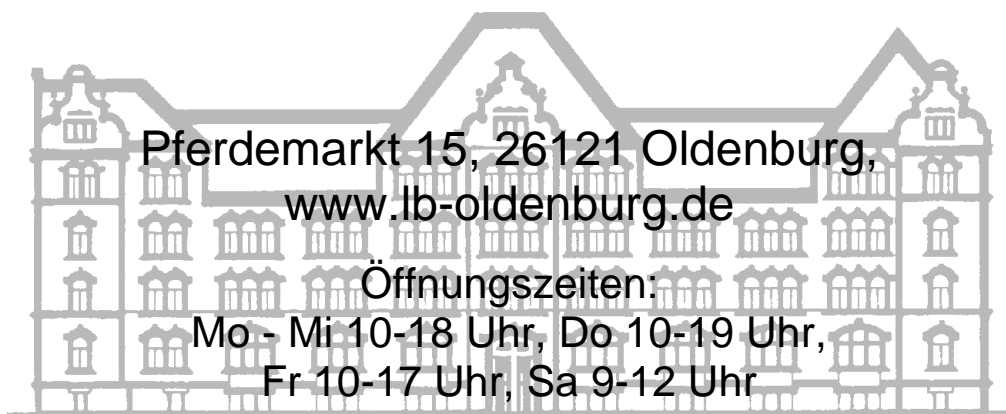 Pferdemarkt 15, 26121 Oldenburg,
www.lb-oldenburg.de
Öffnungszeiten:
Mo - Mi 10-18 Uhr, Do 10-19 Uhr,
Fr 10-17 Uhr, Sa 9-12 Uhr